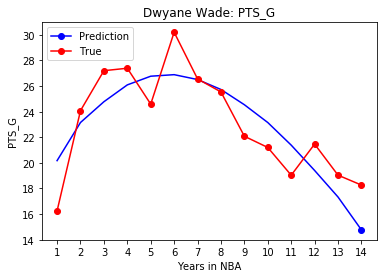 Dwyane Wade: PTS_G
Prediction
True
30
28
26
24
22
20
18
16
14
PTS_G
1 2 3 4 5 6 7 8 9 10 11 12 13 14
Years in NBA